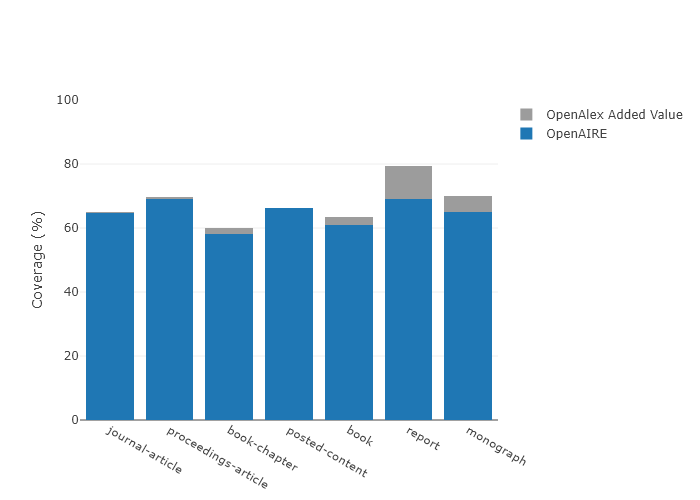 100
80
60
40
20
0
Coverage (%)
journal-article
proceedings-article
book-chapter
posted-content
book
report
monograph
OpenAlex Added Value
OpenAIRE